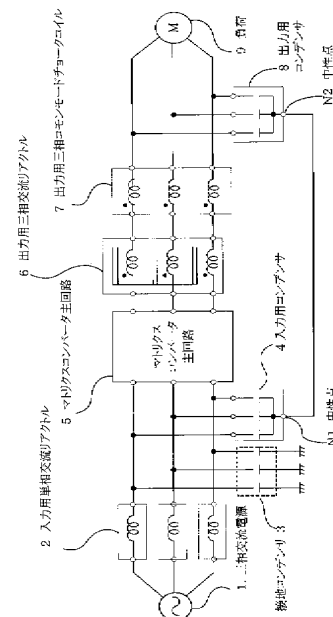 1. 三相交流電源
2 入力用単相交流リアクトル
接地コンデンサ 3
4 入力用コンデンサ
N1 中性点
5 マトリクスコンバータ主回路
マトリクス
コンバータ
主回路
6 出力用三相交流リアクトル
7 出力用三相コモンモードチョークコイル
8 出力用
コンデンサ
N2 中性点
M
9 負荷